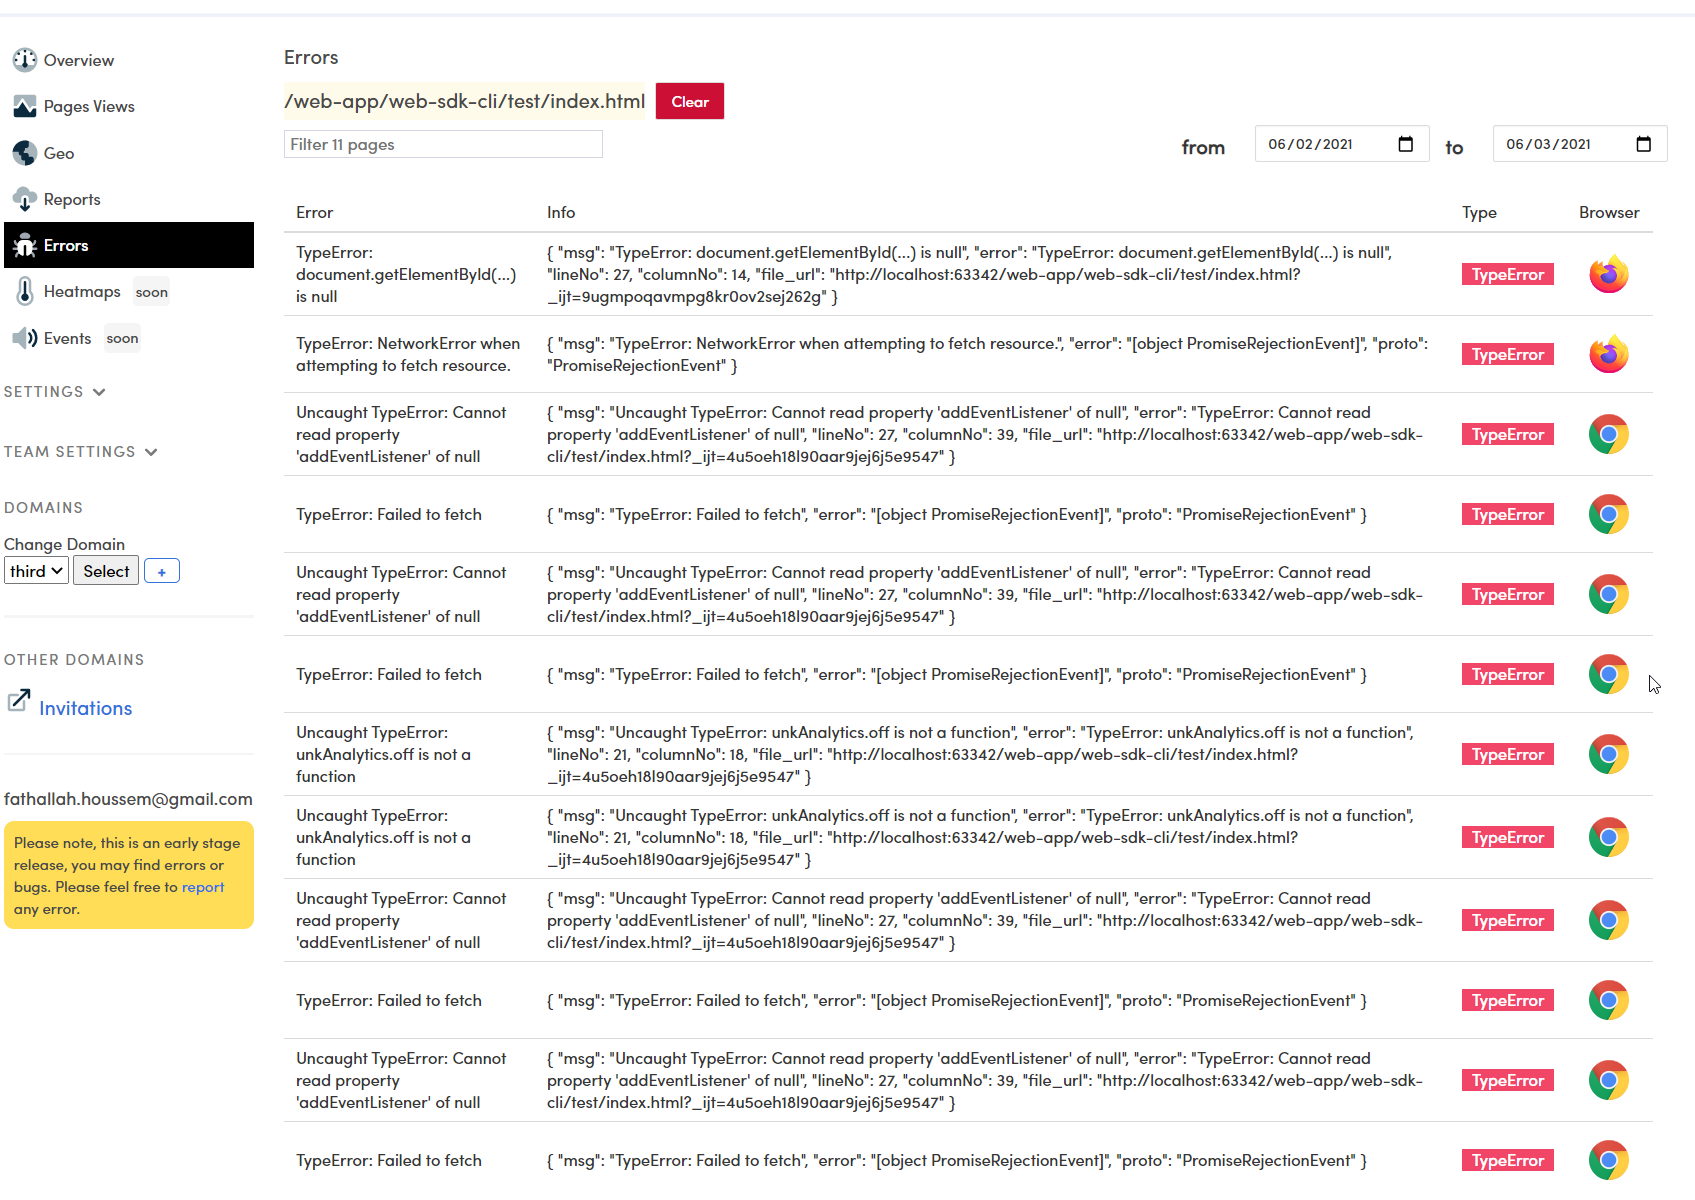 Overview
Pages Views
Geo
Reports
Errors
Heatmaps soon
Events soon
SETTINGS
TEAM SETTINGS
DOMAINS
Change Domain
third Select +
OTHER DOMAINS
Invitations
fathallah.houssem@gmail.com
Please note, this is an early stage
release, you may find errors or
bugs. Please feel free to report
any error.
Errors
/web-app/web-sdk-cli/test/index.html Clear
Filter 11 pages
from 06/02/2021 to 06/03/2021
Error Info Type Browser
TypeError:
document.getElementById(...)
is null
{ "msg": "TypeError: document.getElementById(...) is null", "error": "TypeError: document.getElementById(...) is null",
"lineNo": 27, "columnNo": 14, "file_url": "http://localhost:63342/web-app/web-sdk-cli/test/index.html?
_ijt=9ugmpoqavmpg8kr0ov2sej262g" }
TypeError
TypeError: NetworkError when
attempting to fetch resource.
{ "msg": "TypeError: NetworkError when attempting to fetch resource.", "error": "[object PromiseRejectionEvent]", "proto":
"PromiseRejectionEvent" }
TypeError
Uncaught TypeError: Cannot
read property
'addEventListener' of null
{ "msg": "Uncaught TypeError: Cannot read property 'addEventListener' of null", "error": "TypeError: Cannot read
property 'addEventListener' of null", "lineNo": 27, "columnNo": 39, "file_url": "http://localhost:63342/web-app/web-sdk-
cli/test/index.html?_ijt=4u5oeh18l90aar9jej6j5e9547" }
TypeError
TypeError: Failed to fetch
{ "msg": "TypeError: Failed to fetch", "error": "[object PromiseRejectionEvent]", "proto": "PromiseRejectionEvent" }
TypeError
Uncaught TypeError: Cannot
read property
'addEventListener' of null
{ "msg": "Uncaught TypeError: Cannot read property 'addEventListener' of null", "error": "TypeError: Cannot read
property 'addEventListener' of null", "lineNo": 27, "columnNo": 39, "file_url": "http://localhost:63342/web-app/web-sdk-
cli/test/index.html?_ijt=4u5oeh18l90aar9jej6j5e9547" }
TypeError
TypeError: Failed to fetch
{ "msg": "TypeError: Failed to fetch", "error": "[object PromiseRejectionEvent]", "proto": "PromiseRejectionEvent" }
TypeError
Uncaught TypeError:
unkAnalytics.off is not a
function
{ "msg": "Uncaught TypeError: unkAnalytics.off is not a function", "error": "TypeError: unkAnalytics.off is not a function",
"lineNo": 21, "columnNo": 18, "file_url": "http://localhost:63342/web-app/web-sdk-cli/test/index.html?
_ijt=4u5oeh18l90aar9jej6j5e9547" }
TypeError
Uncaught TypeError:
unkAnalytics.off is not a
function
{ "msg": "Uncaught TypeError: unkAnalytics.off is not a function", "error": "TypeError: unkAnalytics.off is not a function",
"lineNo": 21, "columnNo": 18, "file_url": "http://localhost:63342/web-app/web-sdk-cli/test/index.html?
_ijt=4u5oeh18l90aar9jej6j5e9547" }
TypeError
Uncaught TypeError: Cannot
read property
'addEventListener' of null
{ "msg": "Uncaught TypeError: Cannot read property 'addEventListener' of null", "error": "TypeError: Cannot read
property 'addEventListener' of null", "lineNo": 27, "columnNo": 39, "file_url": "http://localhost:63342/web-app/web-sdk-
cli/test/index.html?_ijt=4u5oeh18l90aar9jej6j5e9547" }
TypeError
TypeError: Failed to fetch
{ "msg": "TypeError: Failed to fetch", "error": "[object PromiseRejectionEvent]", "proto": "PromiseRejectionEvent" }
TypeError
Uncaught TypeError: Cannot
read property
'addEventListener' of null
{ "msg": "Uncaught TypeError: Cannot read property 'addEventListener' of null", "error": "TypeError: Cannot read
property 'addEventListener' of null", "lineNo": 27, "columnNo": 39, "file_url": "http://localhost:63342/web-app/web-sdk-
cli/test/index.html?_ijt=4u5oeh18l90aar9jej6j5e9547" }
TypeError
TypeError: Failed to fetch
{ "msg": "TypeError: Failed to fetch", "error": "[object PromiseRejectionEvent]", "proto": "PromiseRejectionEvent" }
TypeError